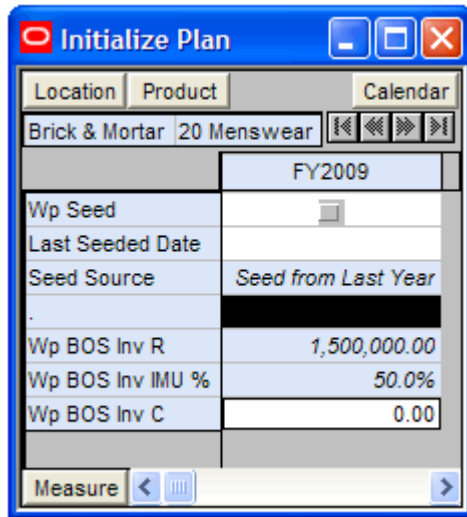 Initialize Plan
Location Product Calendar
Brick & Mortar 20 Menswear
FY2009
Wp Seed
Last Seeded Date
Seed Source Seed from Last Year
.
Wp BOS Inv R 1,500,000.00
Wp BOS Inv IMU % 50.0%
Wp BOS Inv C 0.00
Measure